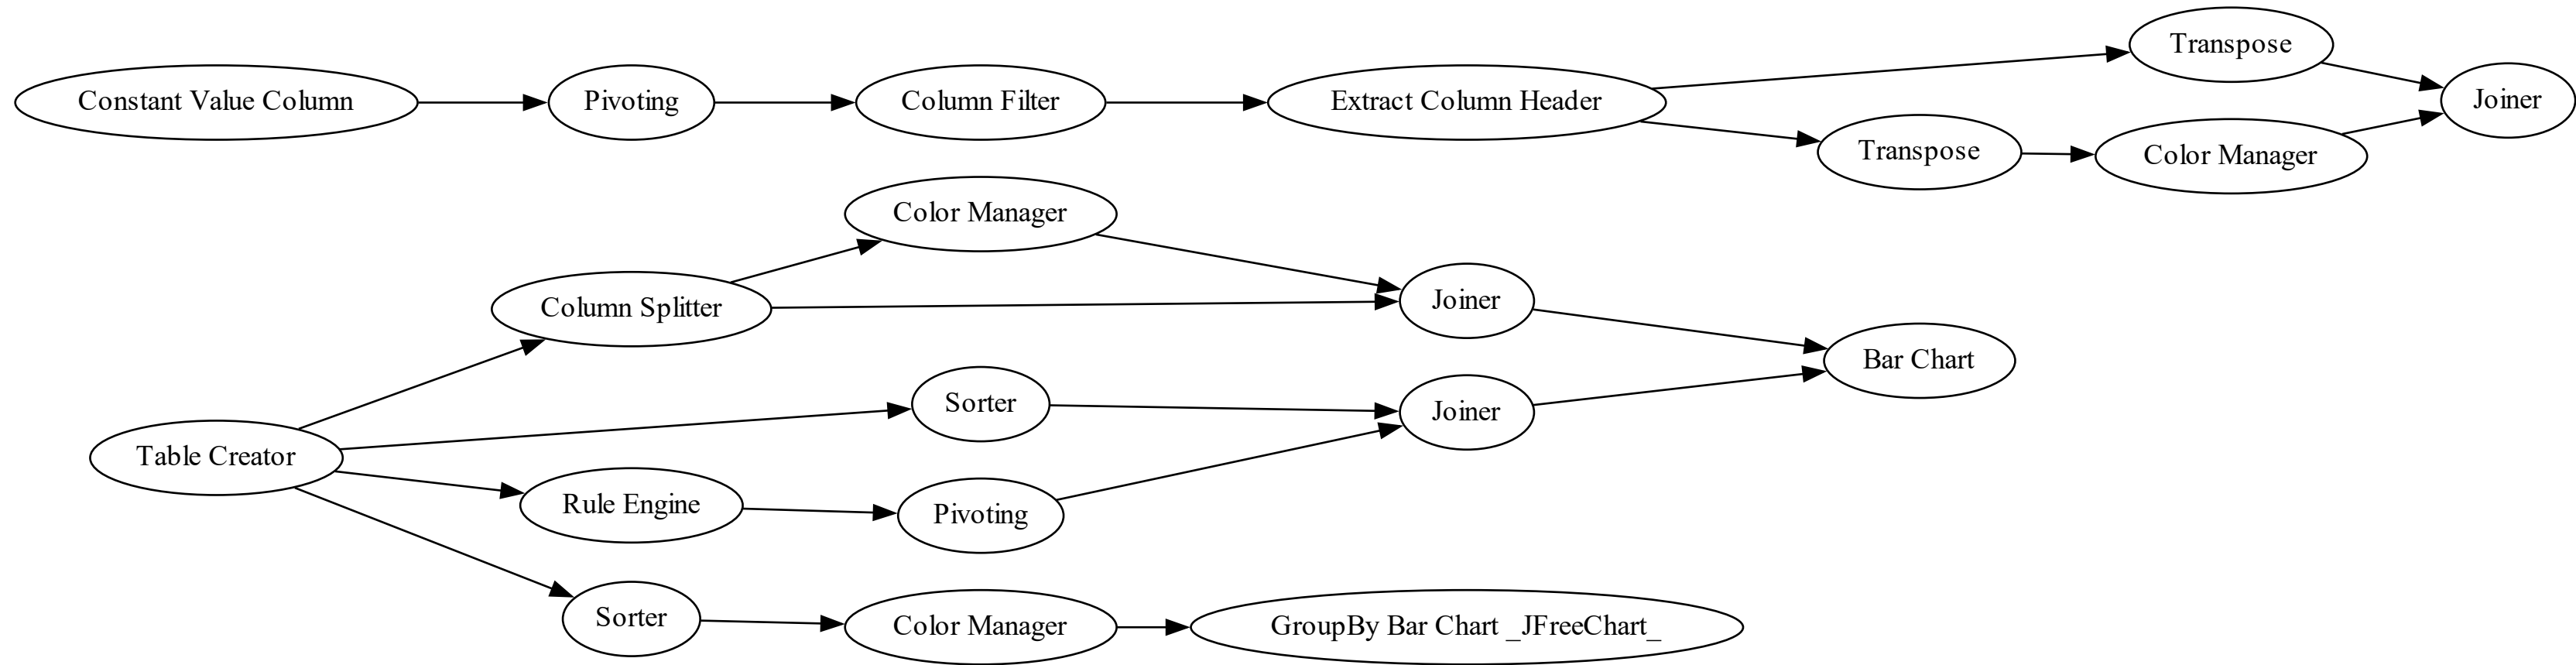 Constant Value Column
Pivoting
Column Filter
Extract Column Header
Transpose
Transpose
Color Manager
Joiner
Color Manager
Column Splitter
Joiner
Bar Chart
Sorter
Joiner
Table Creator
Rule Engine
Pivoting
Sorter
Color Manager
GroupBy Bar Chart _JFreeChart_